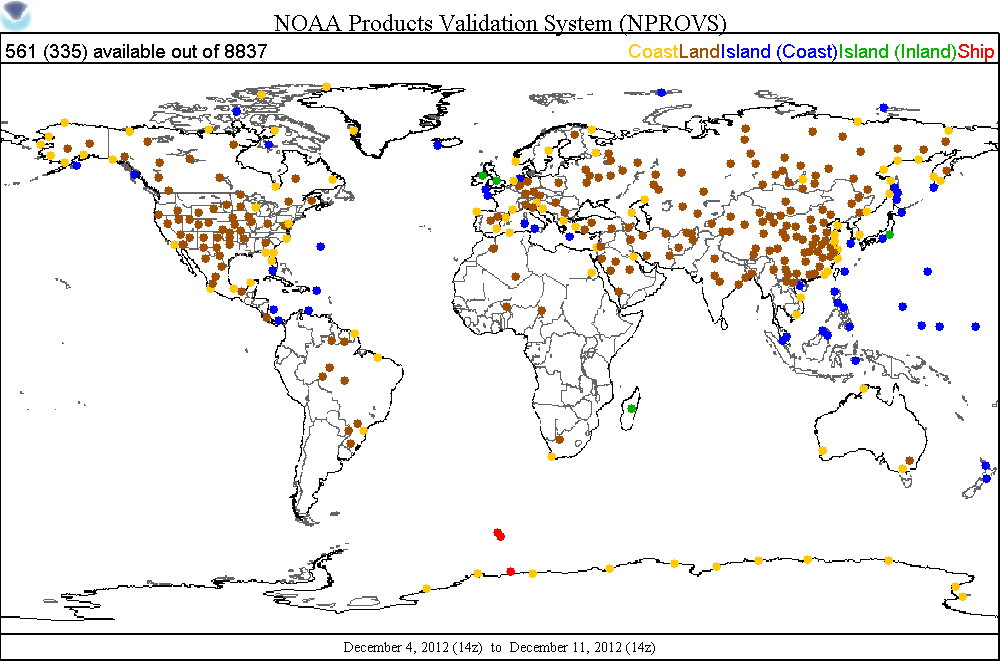 NOAA Products Validation System (NPROVS)
561 (335) available out of 8837 CoastLandIsland (Coast)Island (Inland)Ship
December 4, 2012 (14z) to December 11, 2012 (14z)